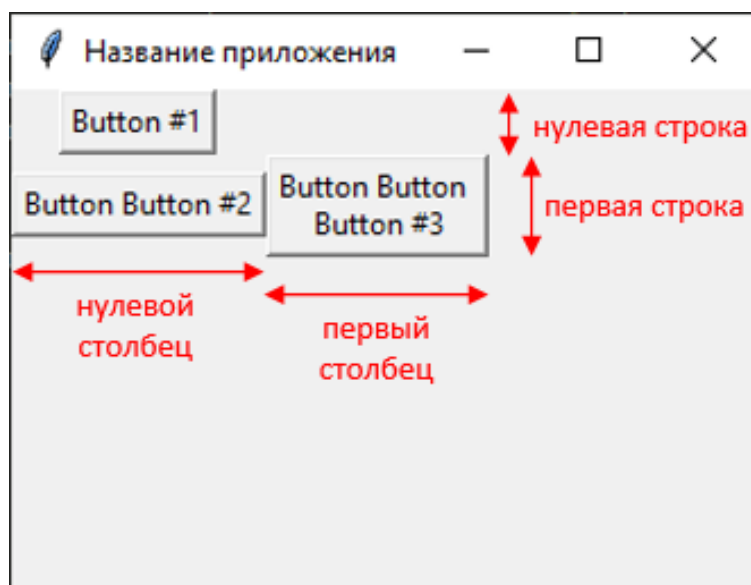 Название приложения
Button #1
нулевая строка
Button Button #2
Button Button
Button #3
первая строка
нулевой
столбец
первый
столбец